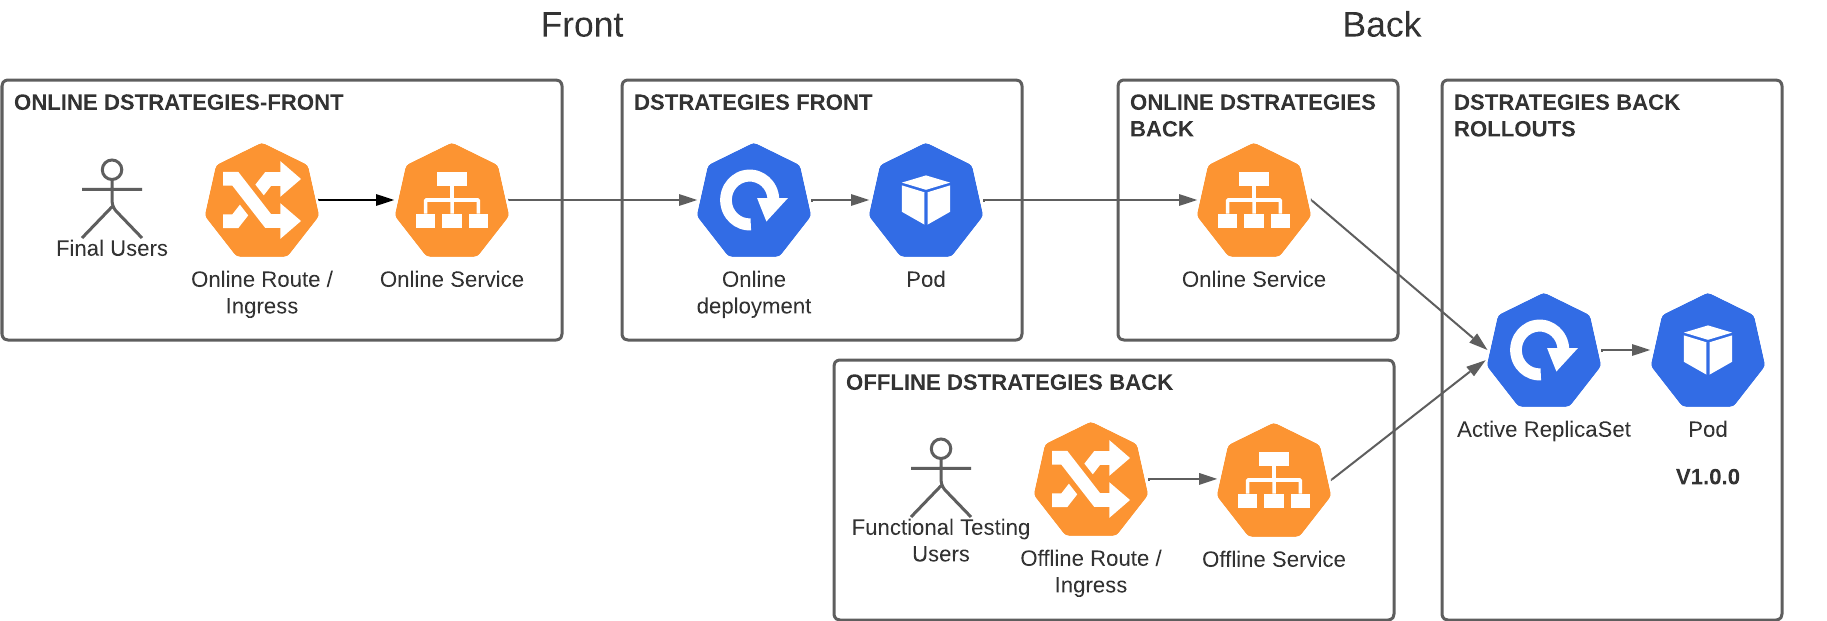 Front
Back
ONLINE DSTRATEGIES-FRONT
Final Users
Online Route /
Ingress
Online Service
DSTRATEGIES FRONT
Online
deployment
Pod
ONLINE DSTRATEGIES
BACK
Online Service
DSTRATEGIES BACK
ROLLOUTS
Active ReplicaSet
Pod
V1.0.0
OFFLINE DSTRATEGIES BACK
Functional Testing
Users
Offline Route /
Ingress
Offline Service